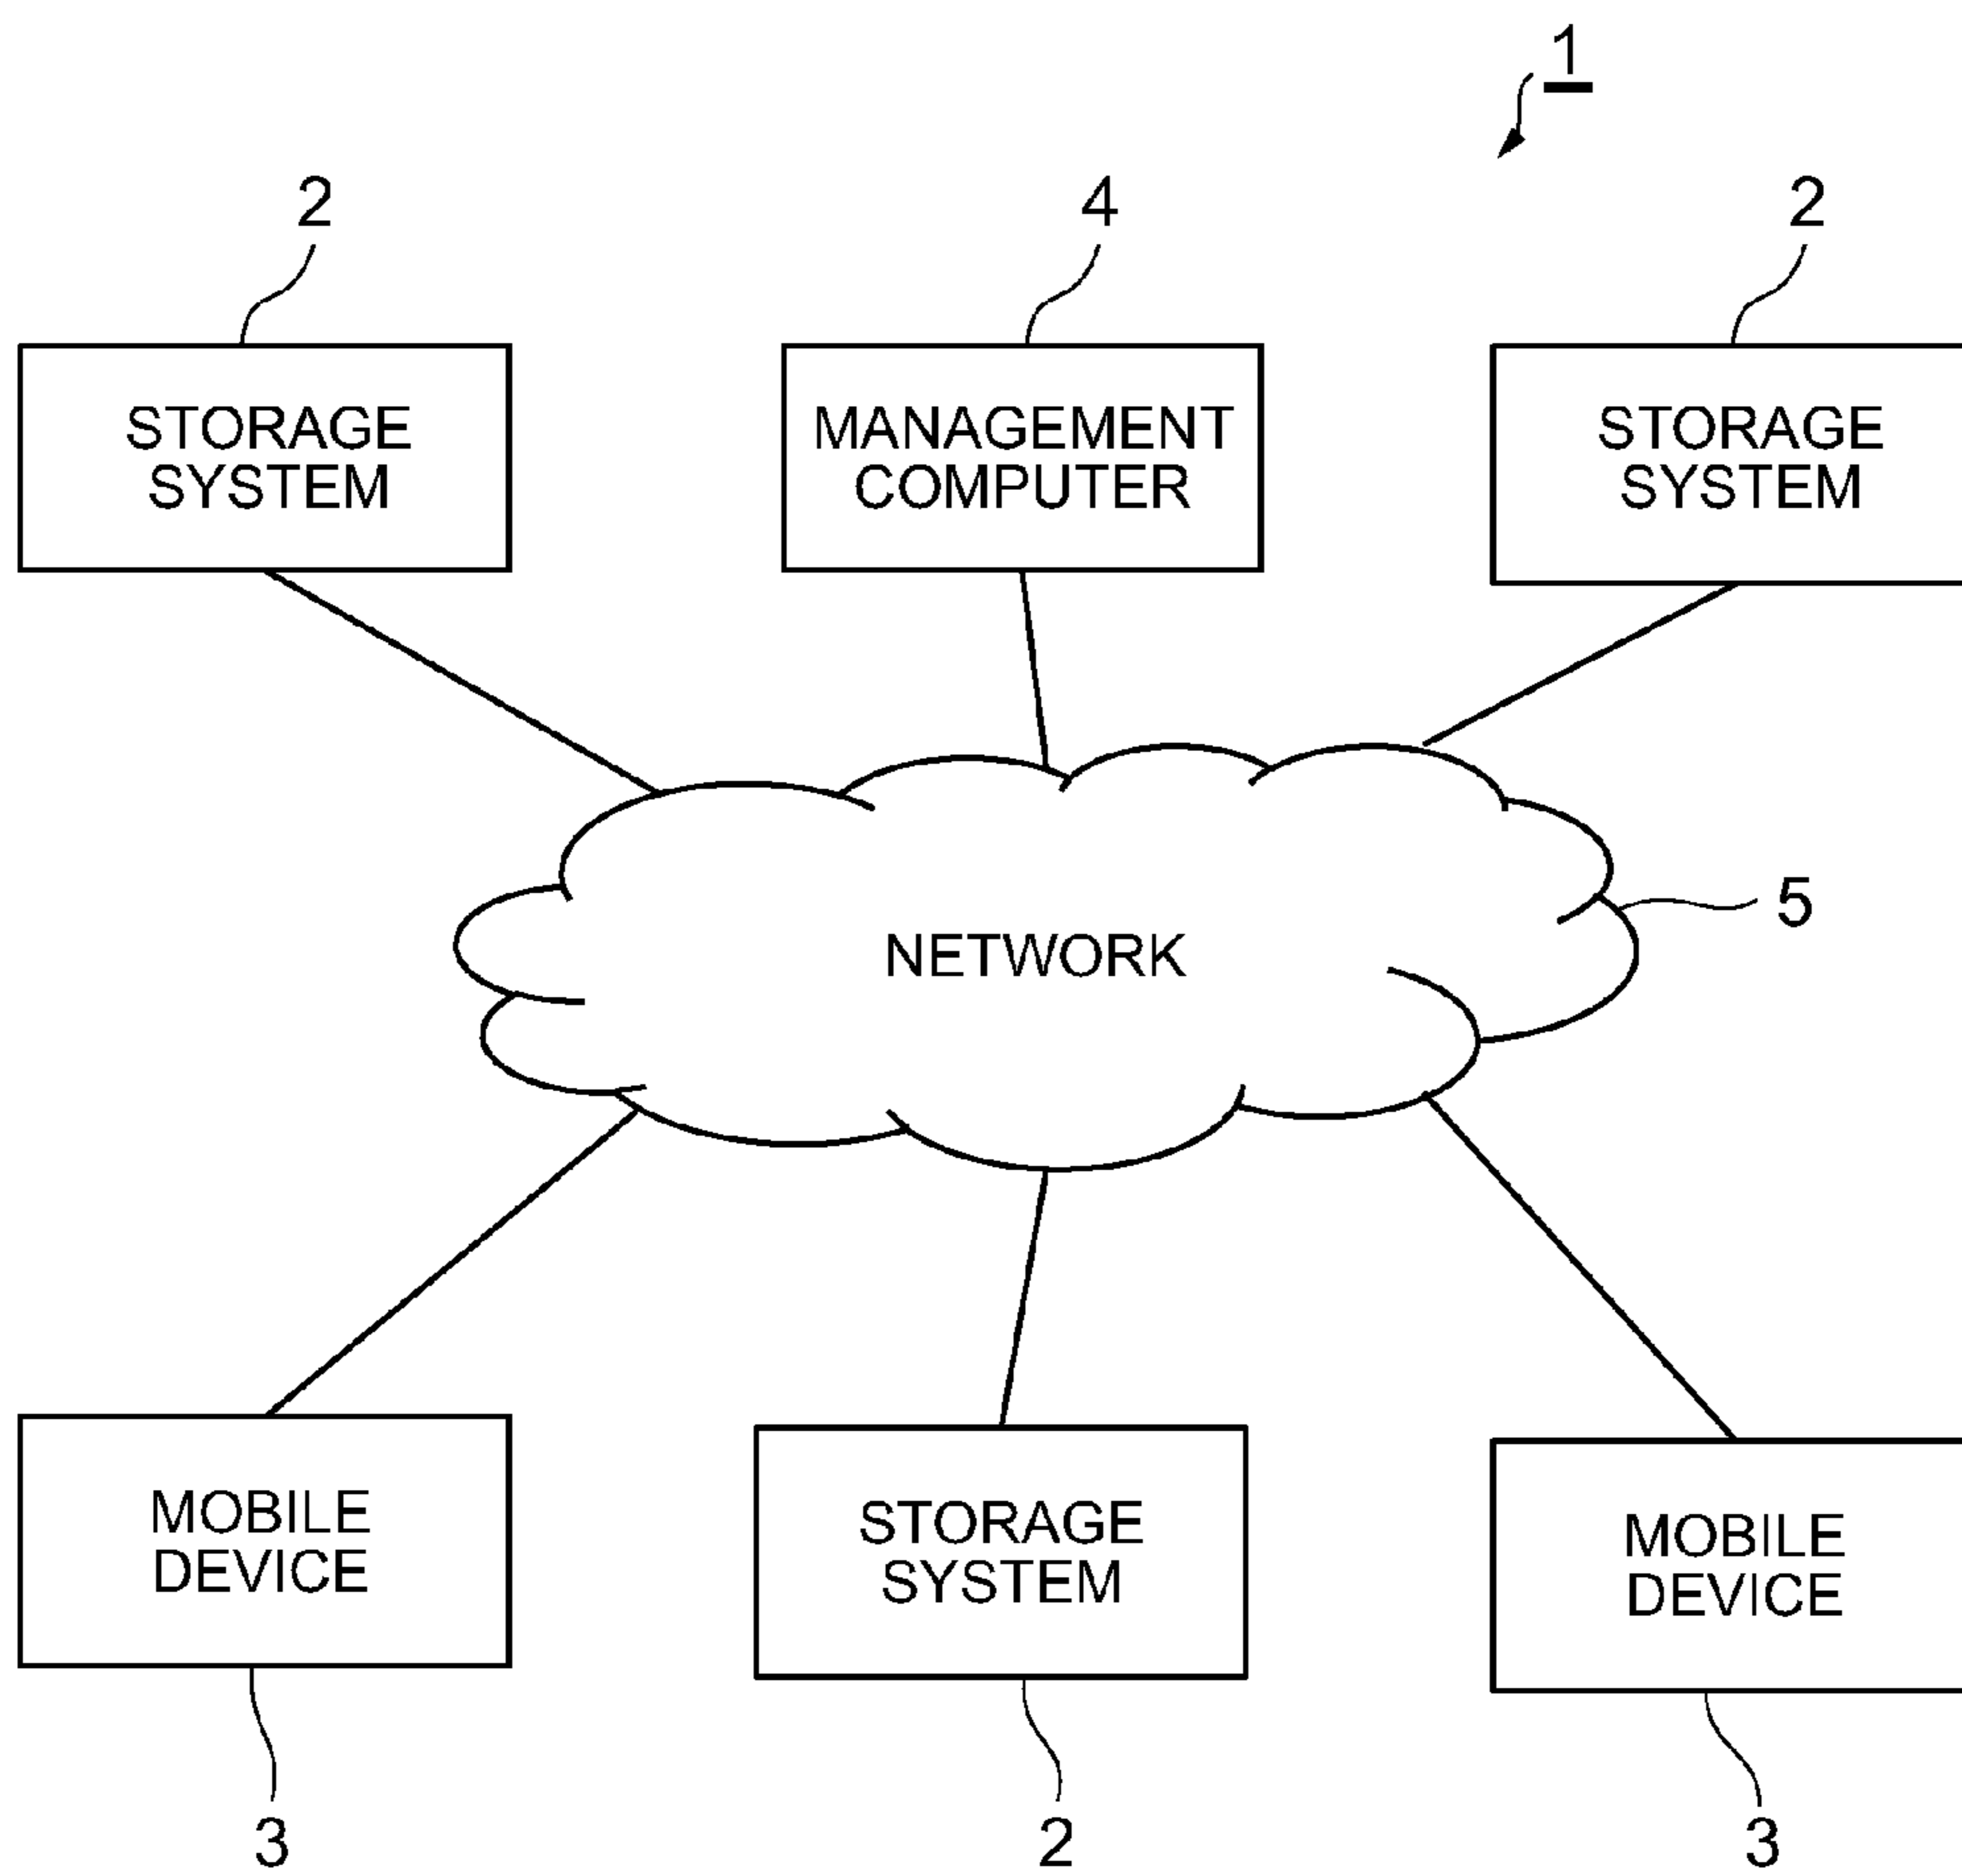 1
2
4
2
STORAGE
SYSTEM
MANAGEMENT
COMPUTER
STORAGE
SYSTEM
5
NETWORK
MOBILE
DEVICE
STORAGE
SYSTEM
MOBILE
DEVICE
3
2
3